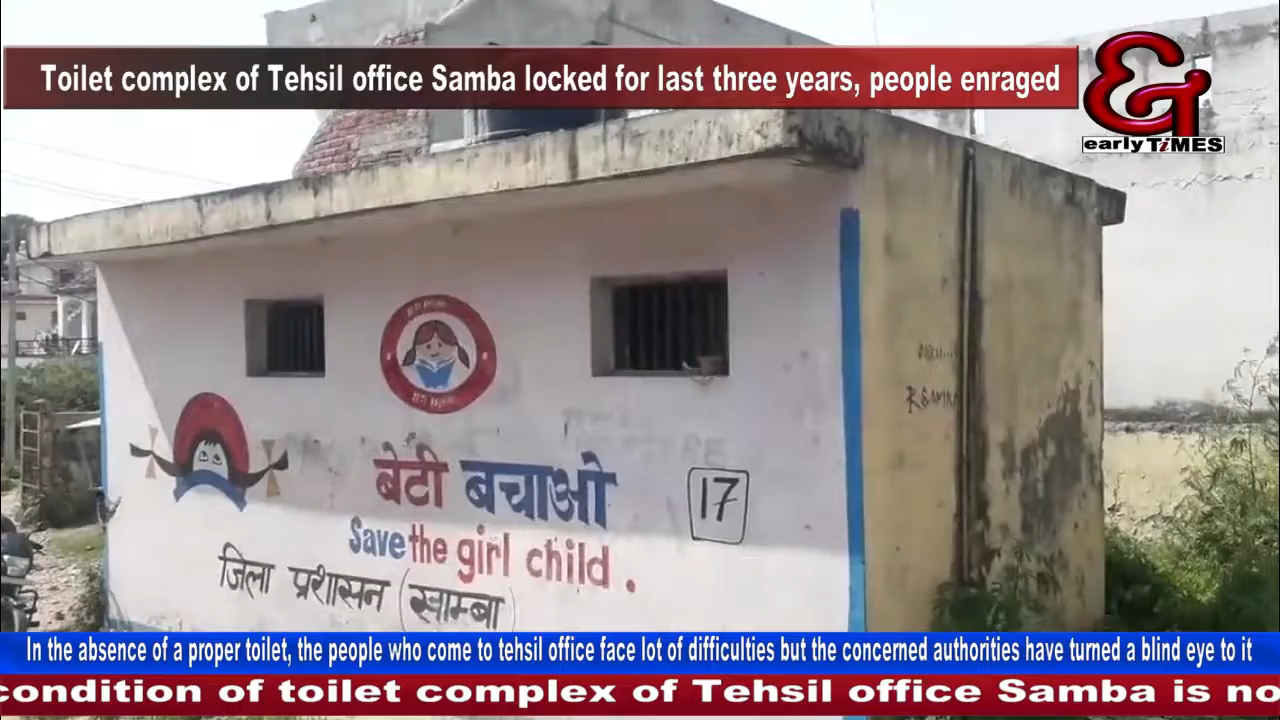 Toilet complex of Tehsil office Samba locked for last three years, people enraged
earlyTiMES
बेटी बचाओ
17
Save the girl child .
जिला प्रशासन (साम्बा)
In the absence of a proper toilet, the people who come to tehsil office face lot of difficulties but the concerned authorities have turned a blind eye to it
condition of toilet complex of Tehsil office Samba is no